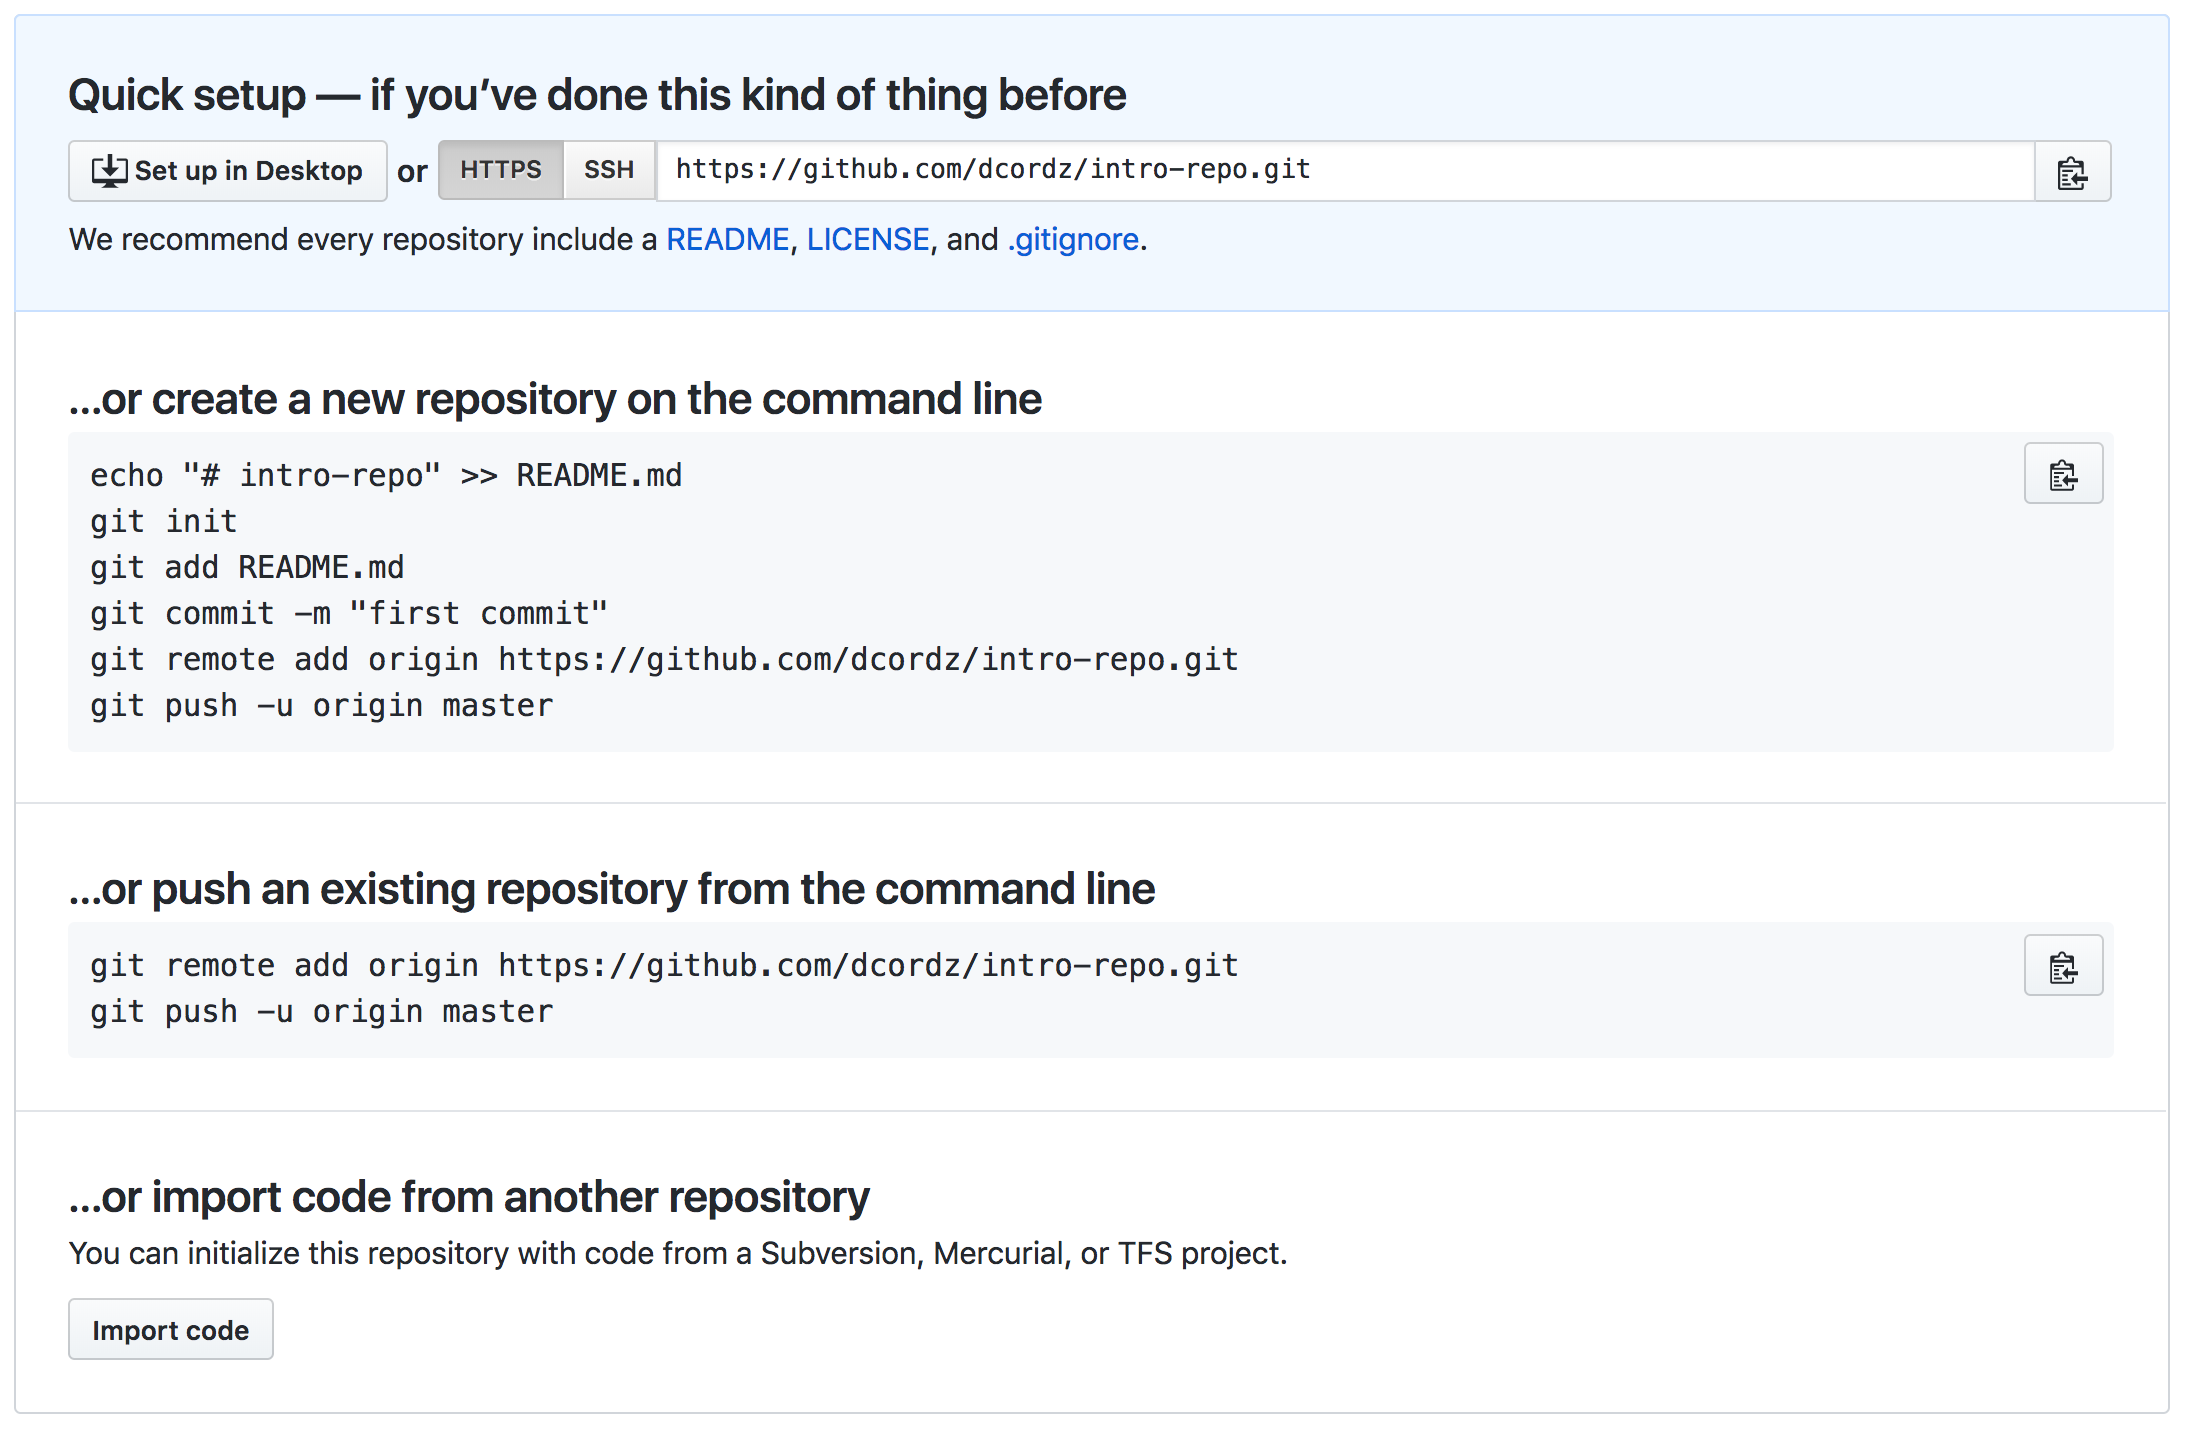 Quick setup — if you’ve done this kind of thing before
Set up in Desktop or HTTPS SSH https://github.com/dcordz/intro-repo.git
We recommend every repository include a README, LICENSE, and .gitignore.
…or create a new repository on the command line
echo "# intro-repo" >> README.md
git init
git add README.md
git commit -m "first commit"
git remote add origin https://github.com/dcordz/intro-repo.git
git push -u origin master
…or push an existing repository from the command line
git remote add origin https://github.com/dcordz/intro-repo.git
git push -u origin master
…or import code from another repository
You can initialize this repository with code from a Subversion, Mercurial, or TFS project.
Import code